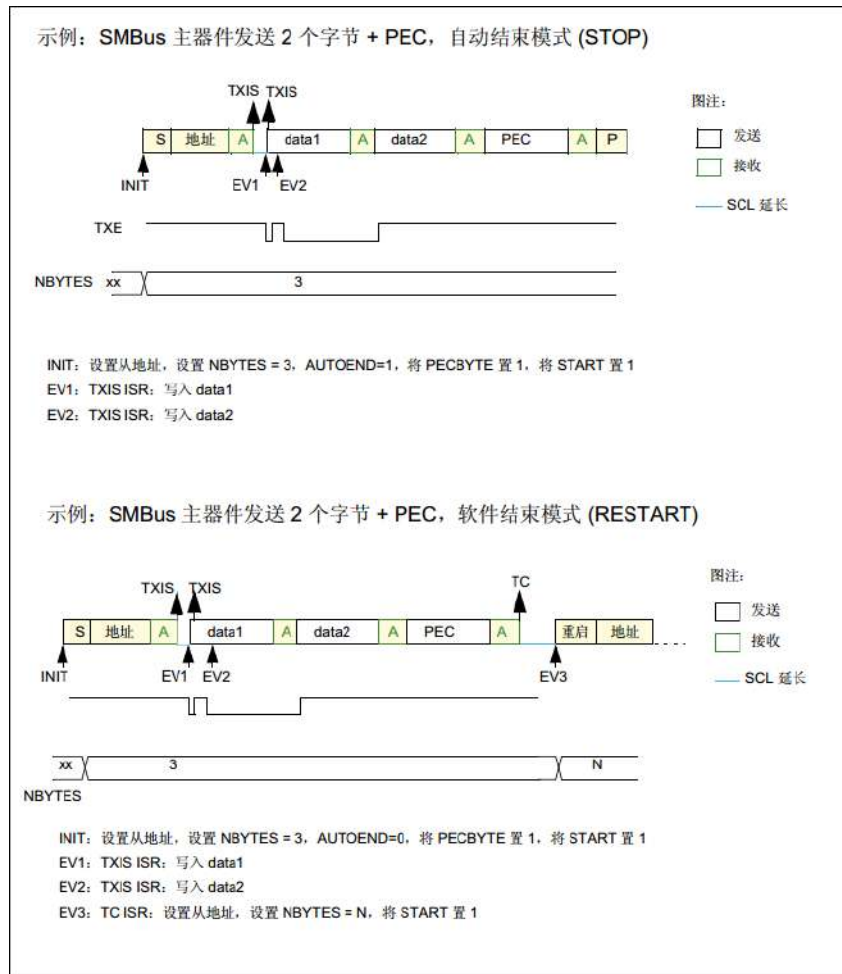 示例：SMBus 主器件发送 2 个字节 + PEC，自动结束模式 (STOP)
TXIS TXIS
图注：
S 地址 A data1 A data2 A PEC A P
发送
接收
INIT EV1 EV2
SCL 延长
TXE
NBYTES xx 3
INIT：设置从地址，设置 NBYTES = 3，AUTOEND=1，将 PECBYTE 置 1，将 START 置 1
EV1：TXIS ISR：写入 data1
EV2：TXIS ISR：写入 data2
示例：SMBus 主器件发送 2 个字节 + PEC，软件结束模式 (RESTART)
TXIS TXIS TC
图注：
S 地址 A data1 A data2 A PEC A 重启 地址
发送
接收
INIT EV1 EV2 EV3
SCL 延长
xx 3 N
NBYTES
INIT：设置从地址，设置 NBYTES = 3，AUTOEND=0，将 PECBYTE 置 1，将 START 置 1
EV1：TXIS ISR：写入 data1
EV2：TXIS ISR：写入 data2
EV3：TC ISR：设置从地址，设置 NBYTES = N，将 START 置 1